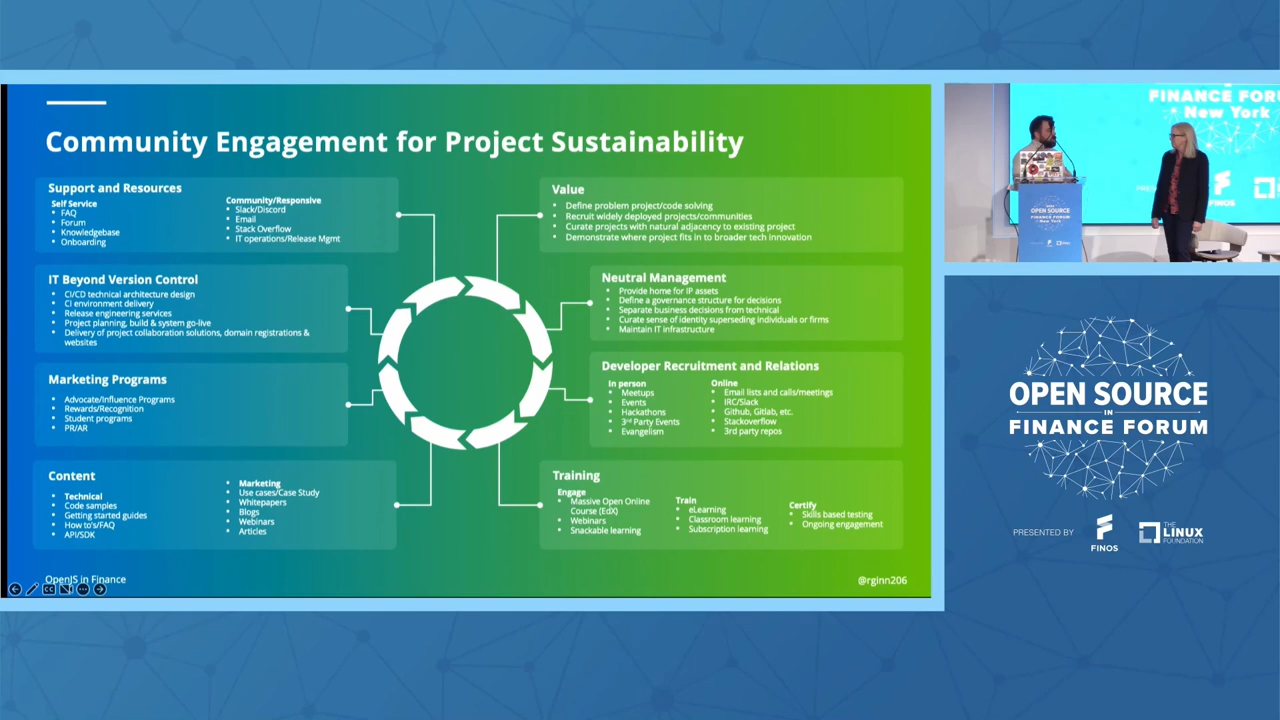 Community Engagement for Project Sustainability
Support and Resources
Self Service
• FAQ
• Forum
• Knowledgebase
• Onboarding
Community/Responsive
• Slack/Discord
• Email
• Stack Overflow
• IT operations/Release Mgmt
Value
• Define problem project/code solving
• Recruit widely deployed projects/communities
• Curate projects with natural adjacency to existing project
• Demonstrate where project fits in to broader tech innovation
IT Beyond Version Control
• CI/CD technical architecture design
• CI environment delivery
• Release engineering services
• Project planning, build & system go-live
• Delivery of project collaboration solutions, domain registrations &
websites
Neutral Management
• Provide home for IP assets
• Define a governance structure for decisions
• Separate business decisions from technical
• Curate sense of identity superseding individuals or firms
• Maintain IT infrastructure
Marketing Programs
• Advocate/Influence Programs
• Rewards/Recognition
• Student programs
• PR/AR
Developer Recruitment and Relations
In person
• Meetups
• Events
• Hackathons
• 3rd Party Events
• Evangelism
Online
• Email lists and calls/meetings
• IRC/Slack
• Github, Gitlab, etc.
• Stackoverflow
• 3rd party repos
Content
• Technical
• Code samples
• Getting started guides
• How to's/FAQ
• API/SDK
• Marketing
• Use cases/Case Study
• Whitepapers
• Blogs
• Webinars
• Articles
Training
Engage
• Massive Open Online
Course (EdX)
• Webinars
• Snackable learning
Train
• eLearning
• Classroom learning
• Subscription learning
Certify
• Skills based testing
• Ongoing engagement
OpenJS in Finance
CC
@rginn206
FINANCE FORU
New York
FINOS
OPEN SOURCE
IN
FINANCE FORUM
New York
OPEN SOURCE
IN
FINANCE FORUM
PRESENTED BY
FINOS
THE
LINUX
FOUNDATION